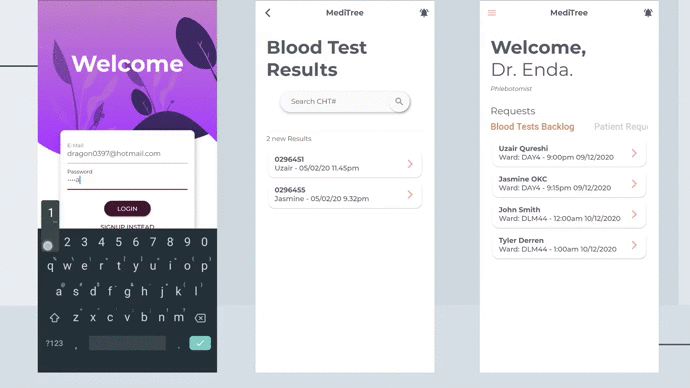 Welcome
E-Mail
dragon0397@hotmail.com
Password
••••a
LOGIN
SIGNUP INSTEAD
1
2 3 4 5 6 7 8 9 0
q w e r t y u i o p
a s d f g h j k l
z x c v b n m
?123 , .
MediTree
Blood Test
Results
Search CHT#
2 new Results
0296451
Uzair - 05/02/20 11.45pm
0296455
Jasmine - 05/02/20 9.32pm
MediTree
Welcome,
Dr. Enda.
Phlebotomist
Requests
Blood Tests Backlog Patient Requ
Uzair Qureshi
Ward: DAY4 - 9:00pm 09/12/2020
Jasmine OKC
Ward: DAY4 - 9:15pm 09/12/2020
John Smith
Ward: DLM44 - 12:00am 10/12/2020
Tyler Derren
Ward: DLM44 - 1:00am 10/12/2020